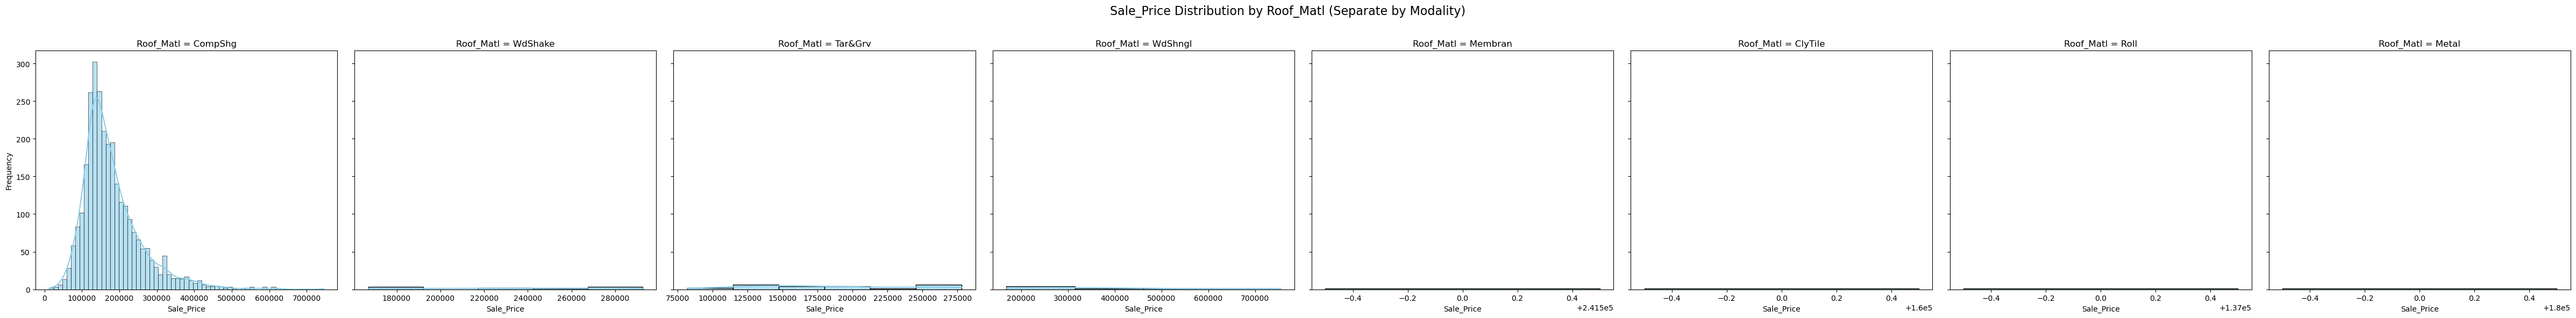 Sale_Price Distribution by Roof_Matl (Separate by Modality)
Roof_Matl = CompShg
Roof_Matl = WdShake
Roof_Matl = Tar&Grv
Roof_Matl = WdShngl
Roof_Matl = Membran
Roof_Matl = ClyTile
Roof_Matl = Roll
Roof_Matl = Metal
Frequency
300
250
200
150
100
50
0
0 100000 200000 300000 400000 500000 600000 700000
Sale_Price
180000 200000 220000 240000 260000 280000
Sale_Price
75000 100000 125000 150000 175000 200000 225000 250000 275000
Sale_Price
200000 300000 400000 500000 600000 700000
Sale_Price
−0.4 −0.2 0.0 0.2 0.4
+2.415e5
Sale_Price
−0.4 −0.2 0.0 0.2 0.4
+1.6e5
Sale_Price
−0.4 −0.2 0.0 0.2 0.4
+1.37e5
Sale_Price
−0.4 −0.2 0.0 0.2 0.4
+1.8e5
Sale_Price